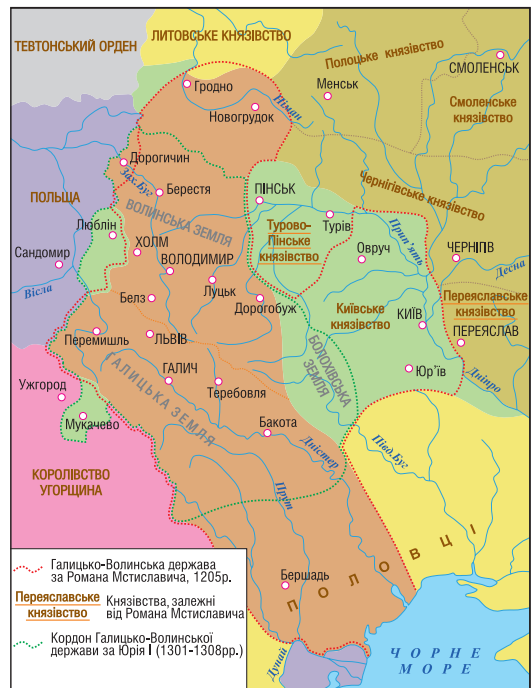 ТЕВТОНСЬКИЙ ОРДЕН
ЛИТОВСЬКЕ КНЯЗІВСТВО
Полоцьке князівство
СМОЛЕНСЬК
Гродно
Менськ
Німан
Новогрудок
Смоленське
князівство
Дорогичин
Зах.Буг
Берестя
ПІНСЬК
Чернігівське князівство
ПОЛЬЩА
ВОЛИНСЬКА ЗЕМЛЯ
Люблін
Турово-
Пінське
князівство
Турів
Прип'ять
Овруч
ЧЕРНІГІВ
Десна
Сандомир
ХОЛМ
ВОЛОДИМИР
Вісла
Белз
Луцьк
Дорогобуж
Київське
князівство
КИЇВ
Переяславське
князівство
ПЕРЕЯСЛАВ
Перемишль
ЛЬВІВ
БОЛОХІВСЬКА
ЗЕМЛЯ
Юр'їв
Дніпро
Ужгород
ГАЛИЧ
Теребовля
ГАЛИЦЬКА ЗЕМЛЯ
Мукачево
Бакота
Дністер
Півд.Буг
КОРОЛІВСТВО
УГОРЩИНА
Прут
ПОЛОВЦІ
Бершадь
Дунай
ЧОРНЕ
МОРЕ
Галицько-Волинська держава
за Романа Мстиславича, 1205р.
Переяславське
князівство
Князівства, залежні
від Романа Мстиславича
Кордон Галицько-Волинської
держави за Юрія І (1301-1308рр.)